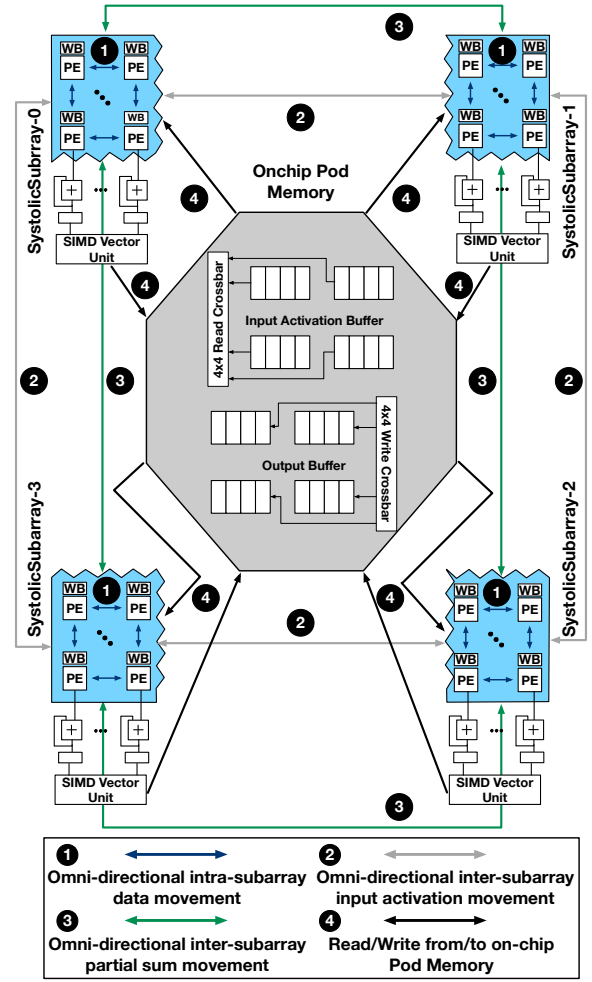 3
WB
1
WB
PE
PE
WB
WB
PE
PE
WB
1
WB
PE
PE
WB
WB
PE
PE
2
SystolicSubrray-0
SystolicSubarray-1
+
...
+
SIMD Vector
Unit
+
...
+
SIMD Vector
Unit
4
4
Onchip Pod
Memory
4
4
4x4 Read Crossbar
Input Activation Buffer
2
3
3
2
4x4 Write Crossbar
Output Buffer
SystolicSubarray-3
SystolicSubarray-2
WB
1
WB
PE
PE
WB
WB
PE
PE
4
4
WB
1
WB
PE
PE
WB
WB
PE
PE
2
+
...
+
SIMD Vector
Unit
+
...
+
SIMD Vector
Unit
3
1
Omni-directional intra-subarray
data movement
2
Omni-directional inter-subarray
input activation movement
3
Omni-directional inter-subarray
partial sum movement
4
Read/Write from/to on-chip
Pod Memory